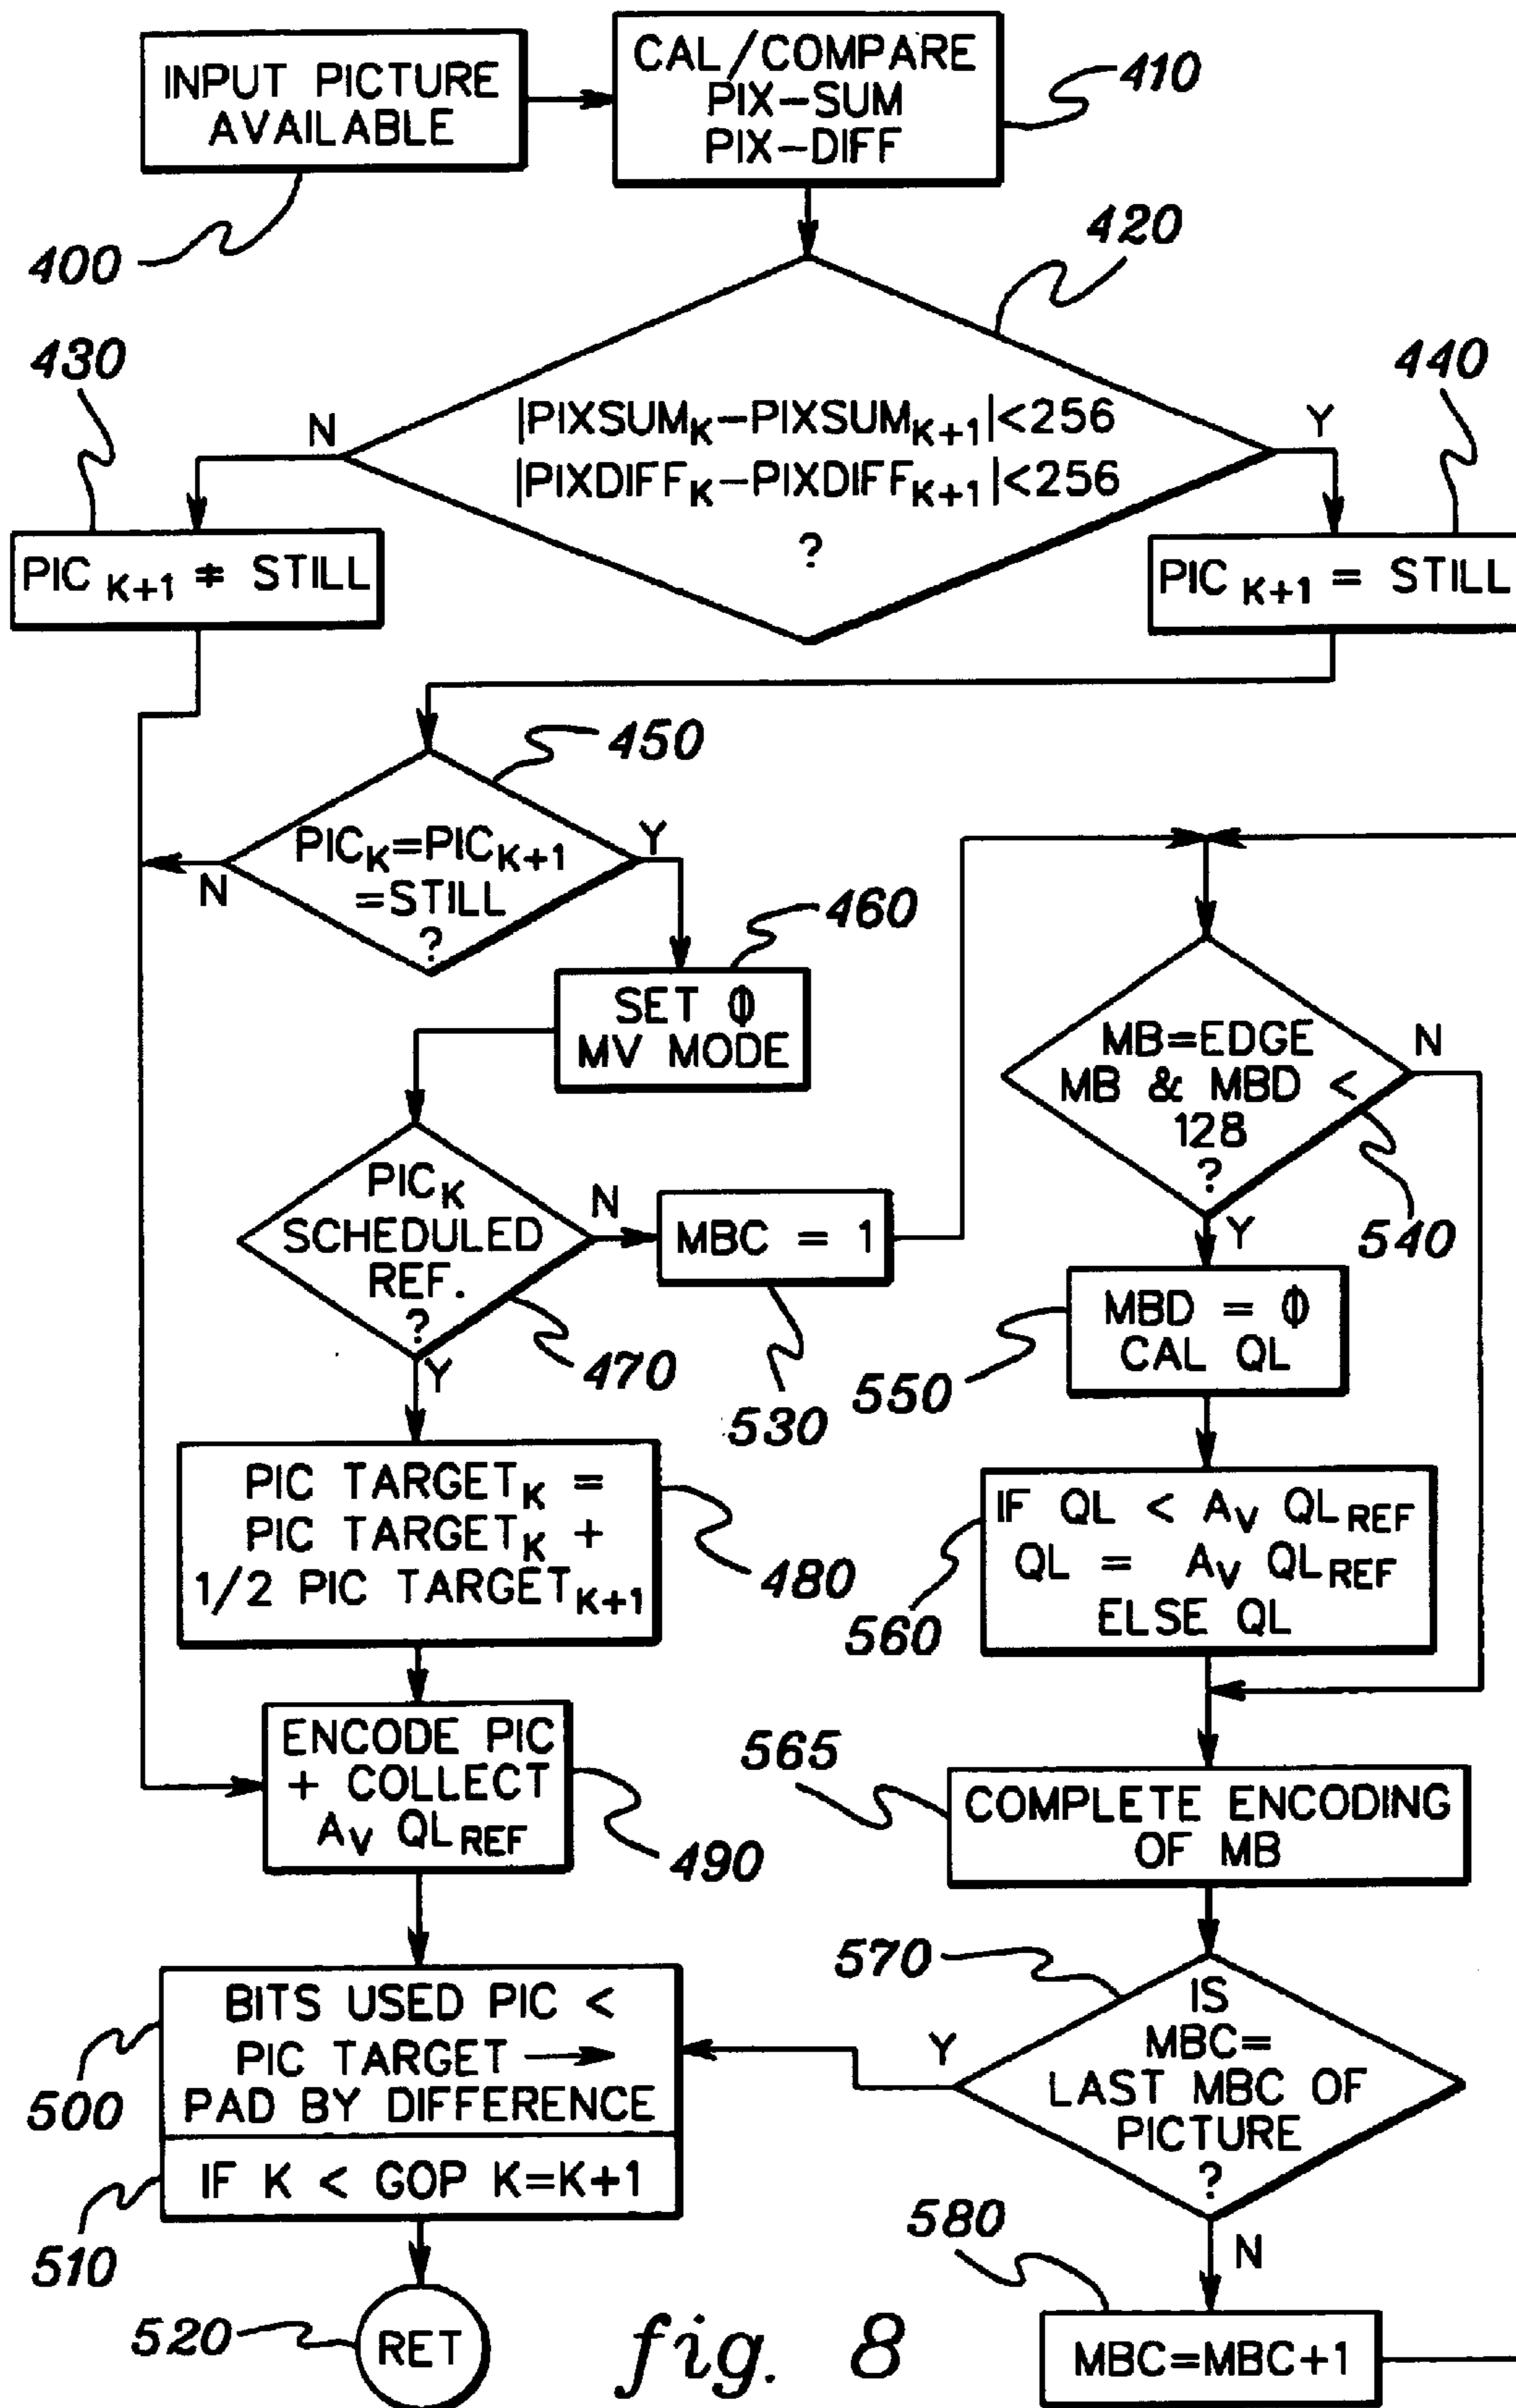 INPUT PICTURE
AVAILABLE
400
CAL/COMPARE
PIX-SUM
PIX-DIFF
410
420
|PIXSUMK-PIXSUMK+1|<256
|PIXDIFFK-PIXDIFFK+1|<256
?
N
Y
430
PIC K+1 ≠ STILL
440
PIC K+1 = STILL
450
PICK=PICK+1
=STILL
?
N
Y
460
SET Φ
MV MODE
PICK
SCHEDULED
REF.
?
N
Y
470
MBC = 1
530
PIC TARGETK =
PIC TARGETK +
1/2 PIC TARGETK+1
480
ENCODE PIC
+ COLLECT
AV QLREF
490
BITS USED PIC <
PIC TARGET →
PAD BY DIFFERENCE
500
IF K < GOP K=K+1
510
RET
520
MB=EDGE
MB & MBD <
128
?
N
Y
540
MBD = Φ
CAL QL
550
IF QL < AV QLREF
QL = AV QLREF
ELSE QL
560
565
COMPLETE ENCODING
OF MB
570
IS
MBC=
LAST MBC OF
PICTURE
?
Y
N
580
MBC=MBC+1
fig. 8